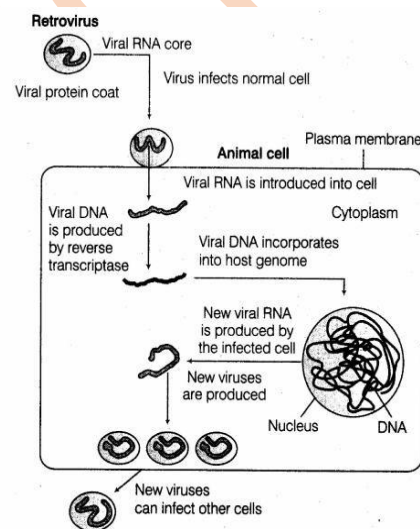 Retrovirus
Viral RNA core
Viral protein coat
Virus infects normal cell
Plasma membrane
Animal cell
Viral RNA is introduced into cell
Cytoplasm
Viral DNA
is produced
by reverse
transcriptase
Viral DNA incorporates
into host genome
New viral RNA
is produced by
the infected cell
New viruses
are produced
Nucleus
DNA
New viruses
can infect other cells